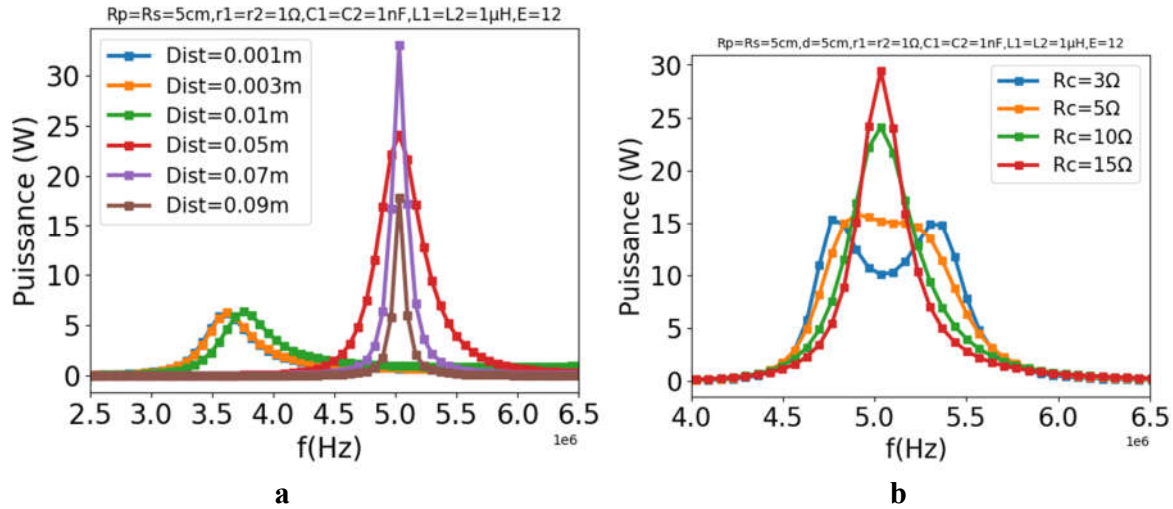 Rp=Rs=5cm,r1=r2=1Ω,C1=C2=1nF,L1=L2=1μH,E=12
Puissance (W)
30
25
20
15
10
5
0
Dist=0.001m
Dist=0.003m
Dist=0.01m
Dist=0.05m
Dist=0.07m
Dist=0.09m
2.5 3.0 3.5 4.0 4.5 5.0 5.5 6.0 6.5
1e6
f(Hz)
a
Rp=Rs=5cm,d=5cm,r1=r2=1Ω,C1=C2=1nF,L1=L2=1μH,E=12
Puissance (W)
30
25
20
15
10
5
0
Rc=3Ω
Rc=5Ω
Rc=10Ω
Rc=15Ω
4.0 4.5 5.0 5.5 6.0 6.5
1e6
f(Hz)
b